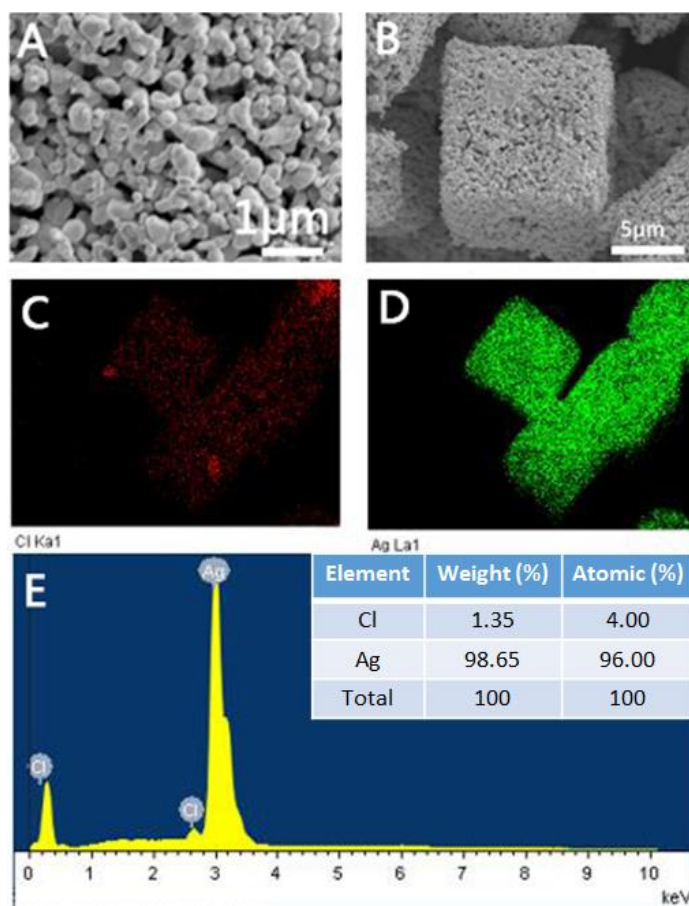 A
1μm
B
5μm
C
D
Cl Ka1
Ag La1
E
Ag
Cl
Cl
Element Weight (%) Atomic (%)
Cl 1.35 4.00
Ag 98.65 96.00
Total 100 100
0 1 2 3 4 5 6 7 8 9 10
keV